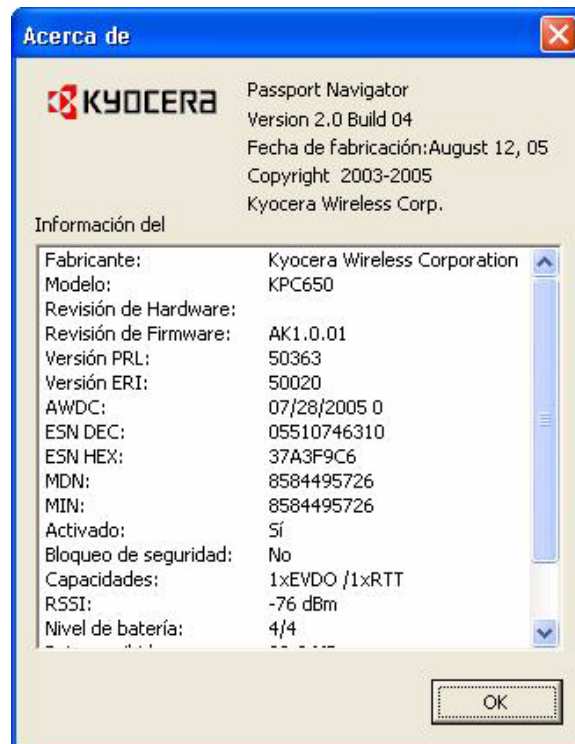 Acerca de
KYOCERA
Passport Navigator
Version 2.0 Build 04
Fecha de fabricación:August 12, 05
Copyright 2003-2005
Kyocera Wireless Corp.
Información del
Fabricante: Kyocera Wireless Corporation
Modelo: KPC650
Revisión de Hardware:
Revisión de Firmware: AK1.0.01
Versión PRL: 50363
Versión ERI: 50020
AWDC: 07/28/2005 0
ESN DEC: 05510746310
ESN HEX: 37A3F9C6
MDN: 8584495726
MIN: 8584495726
Activado: Sí
Bloqueo de seguridad: No
Capacidades: 1xEVDO /1xRTT
RSSI: -76 dBm
Nivel de batería: 4/4
OK